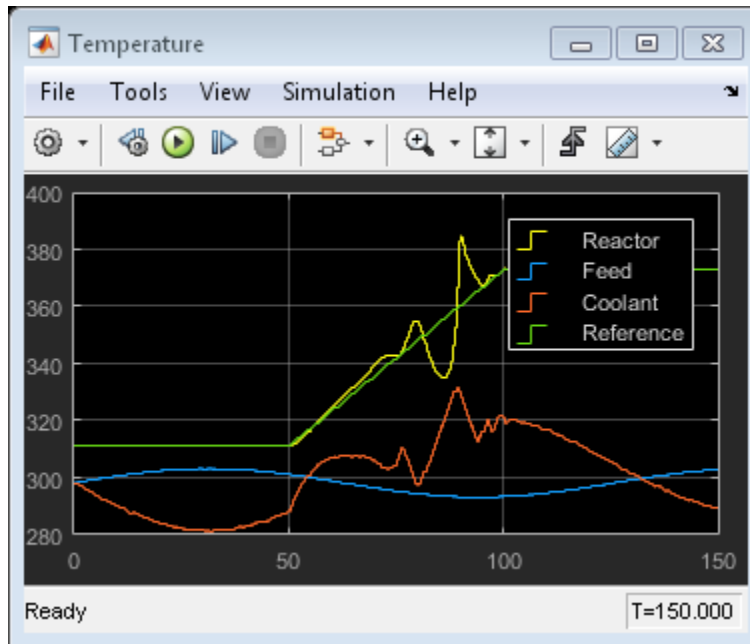 Temperature
File Tools View Simulation Help
400
380
360
340
320
300
280
0 50 100 150
Reactor
Feed
Coolant
Reference
Ready T=150.000